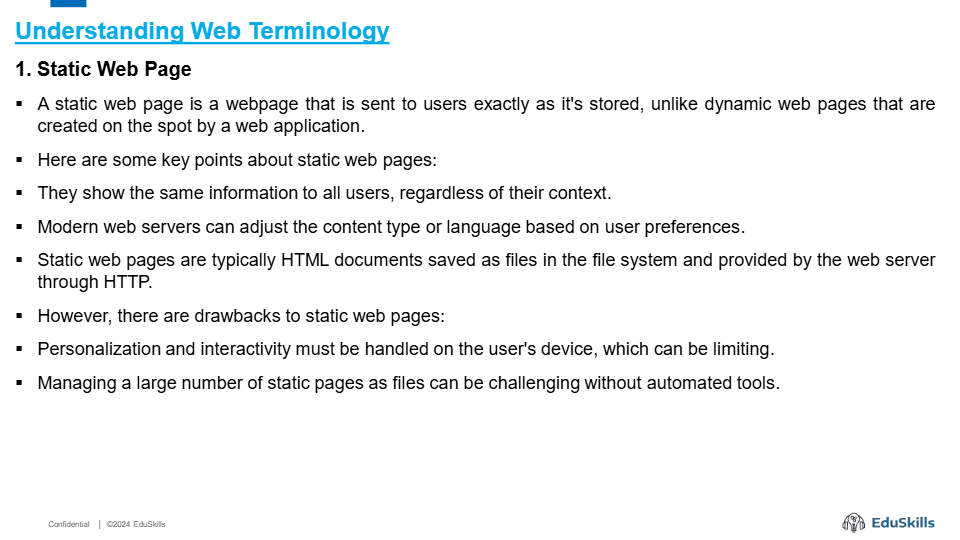 Understanding Web Terminology
1. Static Web Page
▪ A static web page is a webpage that is sent to users exactly as it's stored, unlike dynamic web pages that are
created on the spot by a web application.
▪ Here are some key points about static web pages:
▪ They show the same information to all users, regardless of their context.
▪ Modern web servers can adjust the content type or language based on user preferences.
▪ Static web pages are typically HTML documents saved as files in the file system and provided by the web server
through HTTP.
▪ However, there are drawbacks to static web pages:
▪ Personalization and interactivity must be handled on the user's device, which can be limiting.
▪ Managing a large number of static pages as files can be challenging without automated tools.
Confidential | ©2024 EduSkills
EduSkills